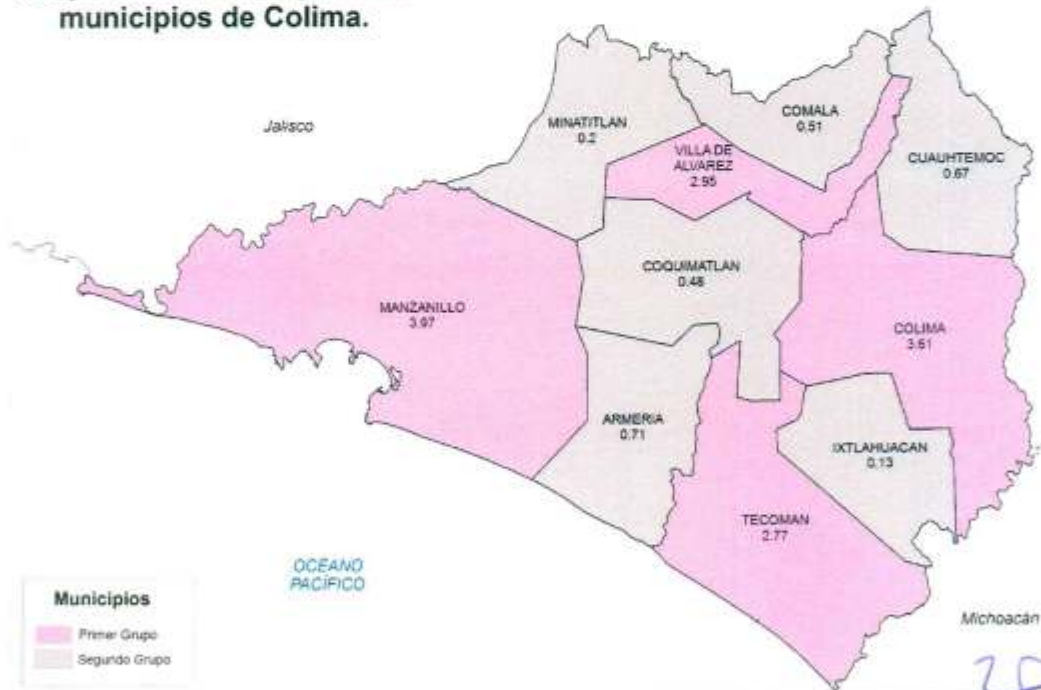 municipios de Colima.
Jalisco
MINATITLAN
0.2
COMALA
0.51
VILLA DE
ALVAREZ
2.95
CUAUHTEMOC
0.67
COQUIMATLAN
0.48
MANZANILLO
3.97
COLIMA
3.61
ARMERIA
0.71
IXTLAHUACAN
0.13
TECOMAN
2.77
OCÉANO
PACÍFICO
Municipios
Primer Grupo
Segundo Grupo
Michoacán